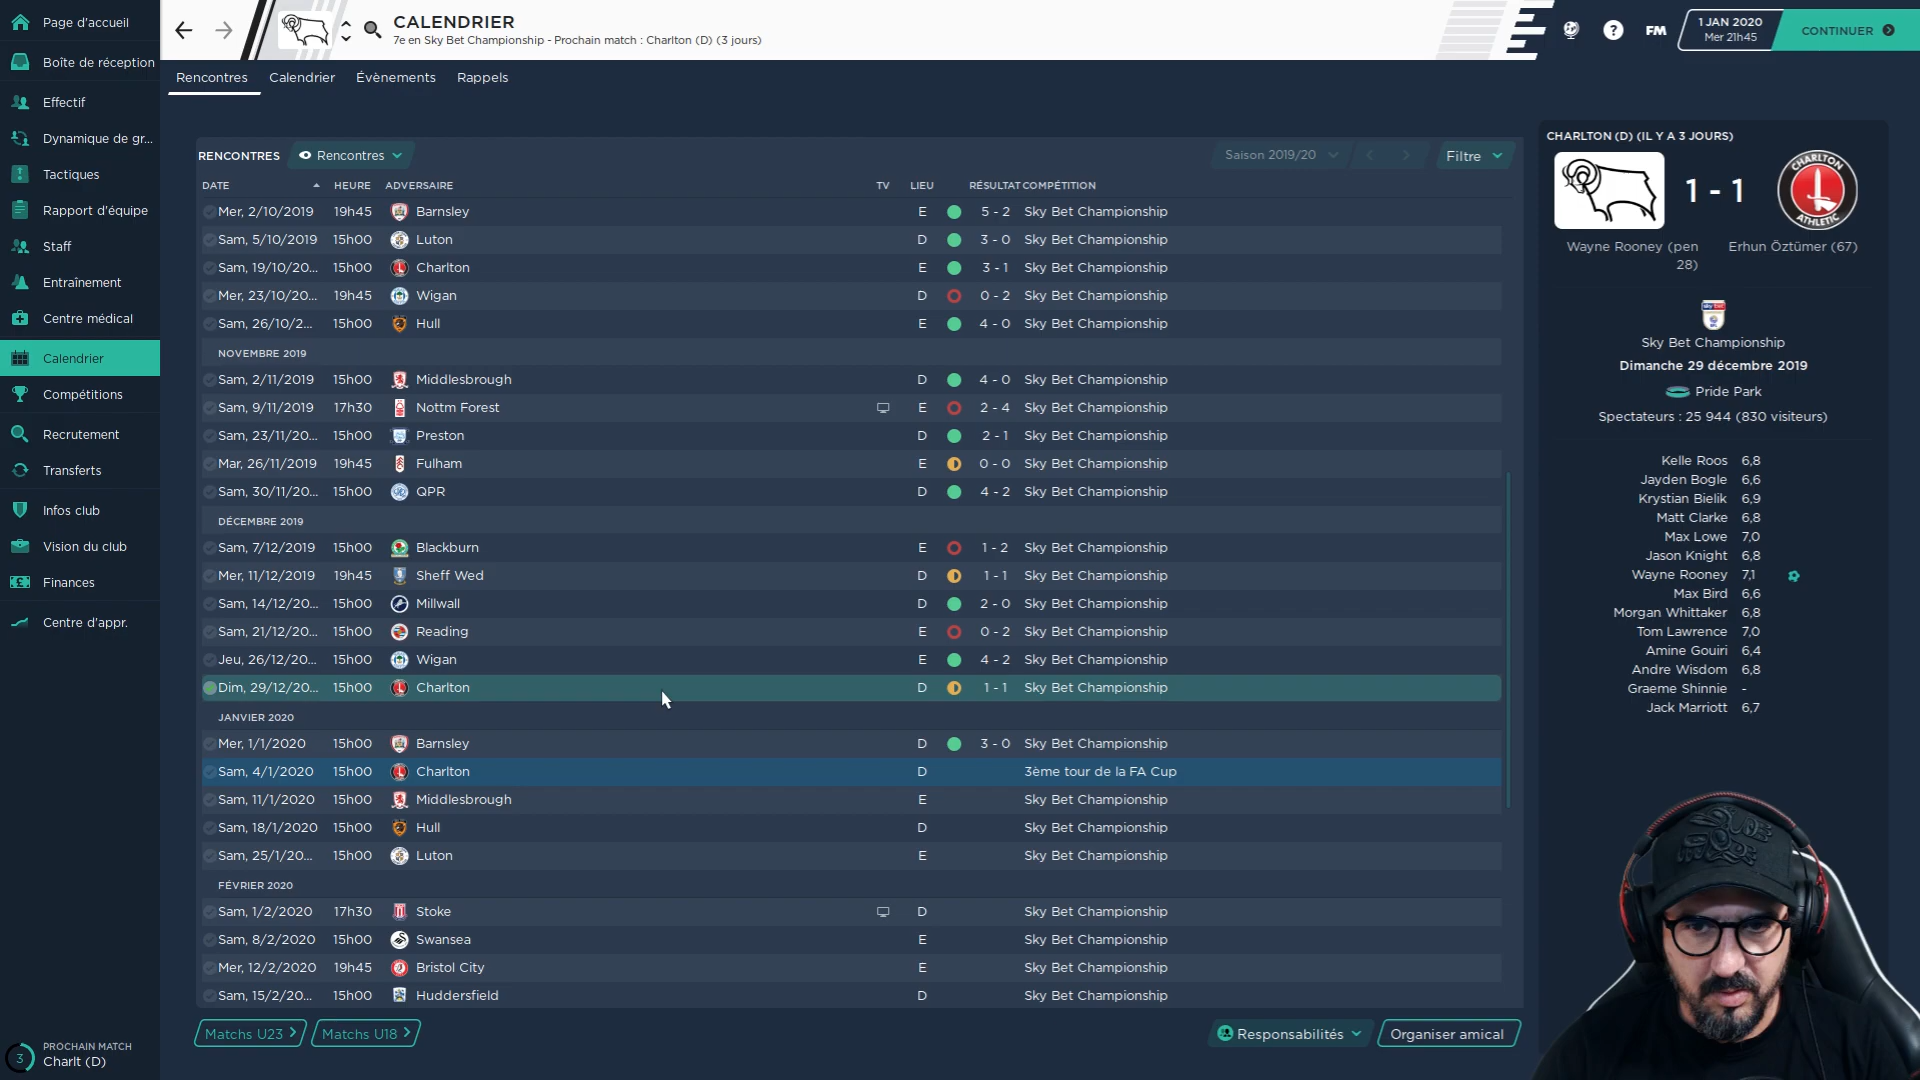 Page d'accueil
Boîte de réception
Effectif
Dynamique de gr...
Tactiques
Rapport d'équipe
Staff
Entraînement
Centre médical
Calendrier
Compétitions
Recrutement
Transferts
Infos club
Vision du club
Finances
Centre d'appr.
3 PROCHAIN MATCH
Charlt (D)
CALENDRIER
7e en Sky Bet Championship - Prochain match : Charlton (D) (3 jours)
? FM
1 JAN 2020
Mer 21h45
CONTINUER
Rencontres Calendrier Évènements Rappels
RENCONTRES Rencontres Saison 2019/20 Filtre
DATE HEURE ADVERSAIRE TV LIEU RÉSULTAT COMPÉTITION
Mer, 2/10/2019 19h45 Barnsley E 5 - 2 Sky Bet Championship
Sam, 5/10/2019 15h00 Luton D 3 - 0 Sky Bet Championship
Sam, 19/10/20... 15h00 Charlton E 3 - 1 Sky Bet Championship
Mer, 23/10/20... 19h45 Wigan D 0 - 2 Sky Bet Championship
Sam, 26/10/2... 15h00 Hull E 4 - 0 Sky Bet Championship
NOVEMBRE 2019
Sam, 2/11/2019 15h00 Middlesbrough D 4 - 0 Sky Bet Championship
Sam, 9/11/2019 17h30 Nottm Forest E 2 - 4 Sky Bet Championship
Sam, 23/11/20... 15h00 Preston D 2 - 1 Sky Bet Championship
Mar, 26/11/2019 19h45 Fulham E 0 - 0 Sky Bet Championship
Sam, 30/11/20... 15h00 QPR D 4 - 2 Sky Bet Championship
DÉCEMBRE 2019
Sam, 7/12/2019 15h00 Blackburn E 1 - 2 Sky Bet Championship
Mer, 11/12/2019 19h45 Sheff Wed D 1 - 1 Sky Bet Championship
Sam, 14/12/20... 15h00 Millwall D 2 - 0 Sky Bet Championship
Sam, 21/12/20... 15h00 Reading E 0 - 2 Sky Bet Championship
Jeu, 26/12/20... 15h00 Wigan E 4 - 2 Sky Bet Championship
Dim, 29/12/20... 15h00 Charlton D 1 - 1 Sky Bet Championship
JANVIER 2020
Mer, 1/1/2020 15h00 Barnsley D 3 - 0 Sky Bet Championship
Sam, 4/1/2020 15h00 Charlton D 3ème tour de la FA Cup
Sam, 11/1/2020 15h00 Middlesbrough E Sky Bet Championship
Sam, 18/1/2020 15h00 Hull D Sky Bet Championship
Sam, 25/1/20... 15h00 Luton E Sky Bet Championship
FÉVRIER 2020
Sam, 1/2/2020 17h30 Stoke D Sky Bet Championship
Sam, 8/2/2020 15h00 Swansea E Sky Bet Championship
Mer, 12/2/2020 19h45 Bristol City E Sky Bet Championship
Sam, 15/2/20... 15h00 Huddersfield D Sky Bet Championship
Matchs U23 Matchs U18 Responsabilités Organiser amical
CHARLTON (D) (IL Y A 3 JOURS)
1 - 1
CHARLTON ATHLETIC
Wayne Rooney (pen 28)
Erhun Öztümer (67)
Sky Bet Championship
Dimanche 29 décembre 2019
Pride Park
Spectateurs : 25 944 (830 visiteurs)
Kelle Roos 6,8
Jayden Bogle 6,6
Krystian Bielik 6,9
Matt Clarke 6,8
Max Lowe 7,0
Jason Knight 6,8
Wayne Rooney 7,1
Max Bird 6,6
Morgan Whittaker 6,8
Tom Lawrence 7,0
Amine Gouiri 6,4
Andre Wisdom 6,8
Graeme Shinnie -
Jack Marriott 6,7